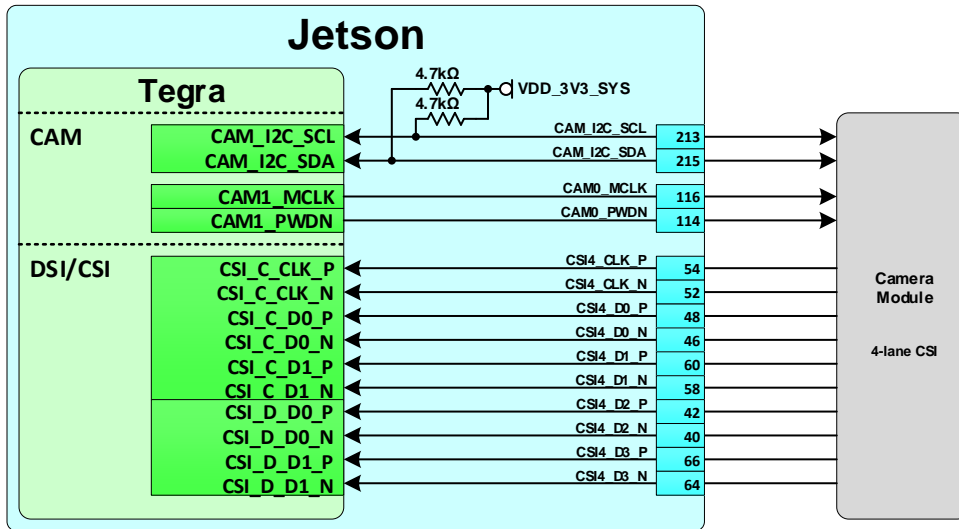 Jetson
Tegra
4.7kΩ
VDD_3V3_SYS
4.7kΩ
CAM
CAM_I2C_SCL
CAM_I2C_SCL
213
CAM_I2C_SDA
CAM_I2C_SDA
215
CAM1_MCLK
CAM0_MCLK
116
CAM1_PWDN
CAM0_PWDN
114
DSI/CSI
CSI_C_CLK_P
CSI4_CLK_P
54
CSI_C_CLK_N
CSI4_CLK_N
52
CSI_C_D0_P
CSI4_D0_P
48
CSI_C_D0_N
CSI4_D0_N
46
CSI_C_D1_P
CSI4_D1_P
60
CSI_C_D1_N
CSI4_D1_N
58
CSI_D_D0_P
CSI4_D2_P
42
CSI_D_D0_N
CSI4_D2_N
40
CSI_D_D1_P
CSI4_D3_P
66
CSI_D_D1_N
CSI4_D3_N
64
Camera
Module
4-lane CSI